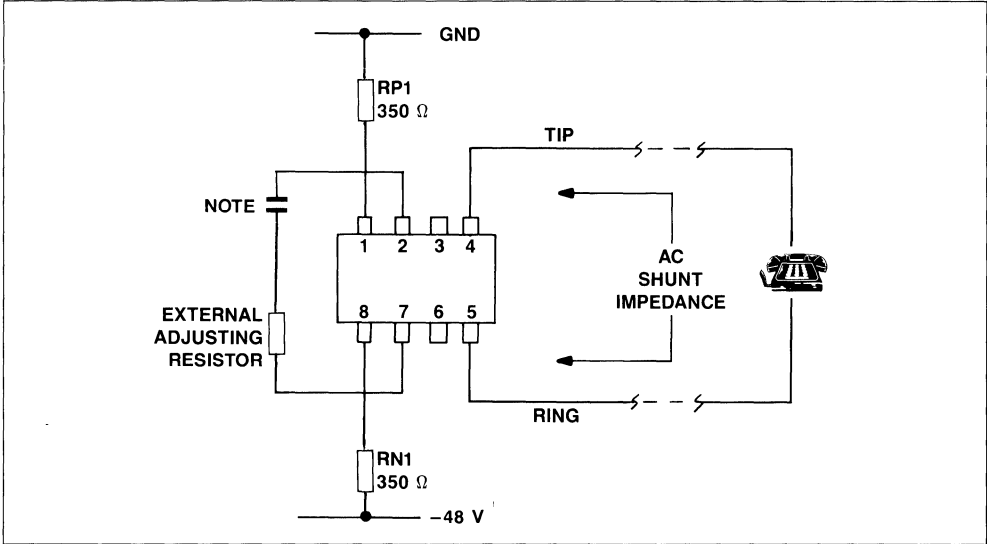 GND
RP1
350 Ω
TIP
NOTE
1 2 3 4
AC
SHUNT
IMPEDANCE
8 7 6 5
EXTERNAL
ADJUSTING
RESISTOR
RING
RN1
350 Ω
−48 V